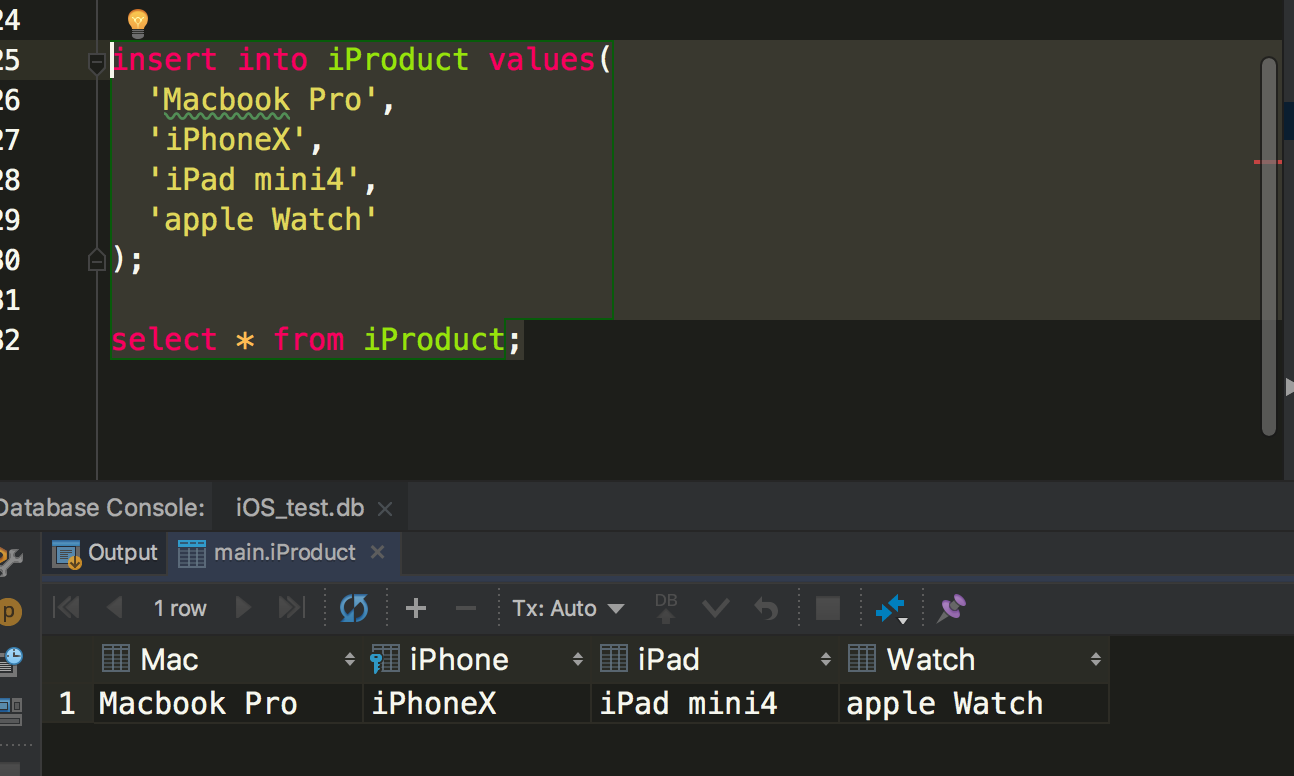 24
25 insert into iProduct values(
26 'Macbook Pro',
27 'iPhoneX',
28 'iPad mini4',
29 'apple Watch'
30 );
31
32 select * from iProduct;
Database Console: iOS_test.db
Output main.iProduct
1 row Tx: Auto DB
p
Mac iPhone iPad Watch
1 Macbook Pro iPhoneX iPad mini4 apple Watch